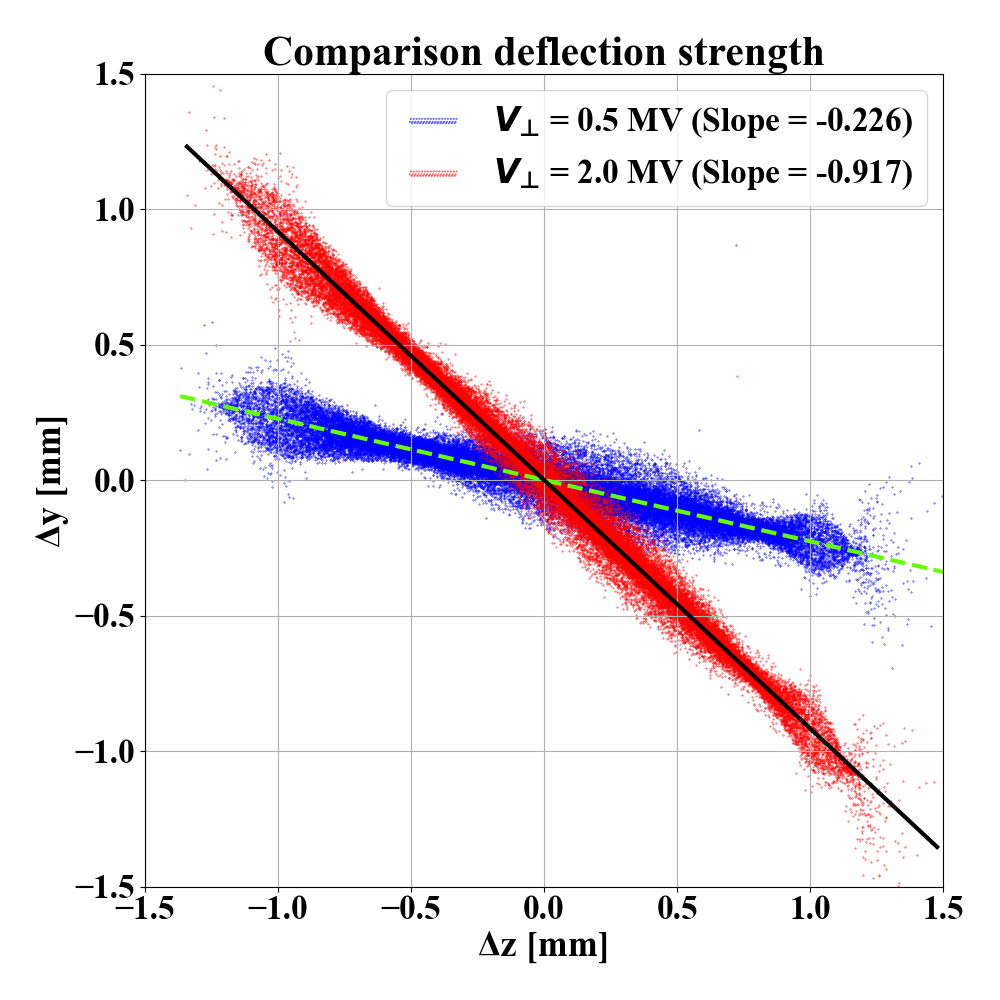 Comparison deflection strength
V⊥ = 0.5 MV (Slope = -0.226)
V⊥ = 2.0 MV (Slope = -0.917)
1.5
1.0
0.5
0.0
−0.5
−1.0
−1.5
Δy [mm]
−1.5 −1.0 −0.5 0.0 0.5 1.0 1.5
Δz [mm]